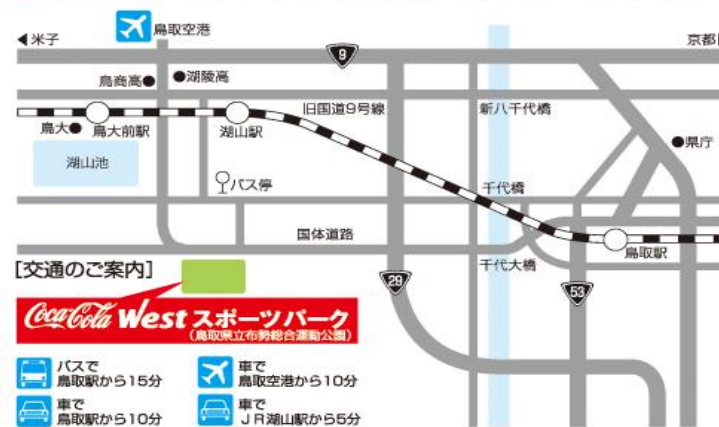 鳥取空港
◀米子
9
京都
鳥商高●
●湖陵高
旧国道9号線
新八千代橋
鳥大●
鳥大前駅
湖山駅
●県庁
湖山池
バス停
千代橋
国体道路
鳥取駅
千代大橋
[交通のご案内]
29
53
Coca-Cola West スポーツパーク
(鳥取県立布勢総合運動公園)
バスで
鳥取駅から15分
車で
鳥取空港から10分
車で
鳥取駅から10分
車で
JR湖山駅から5分